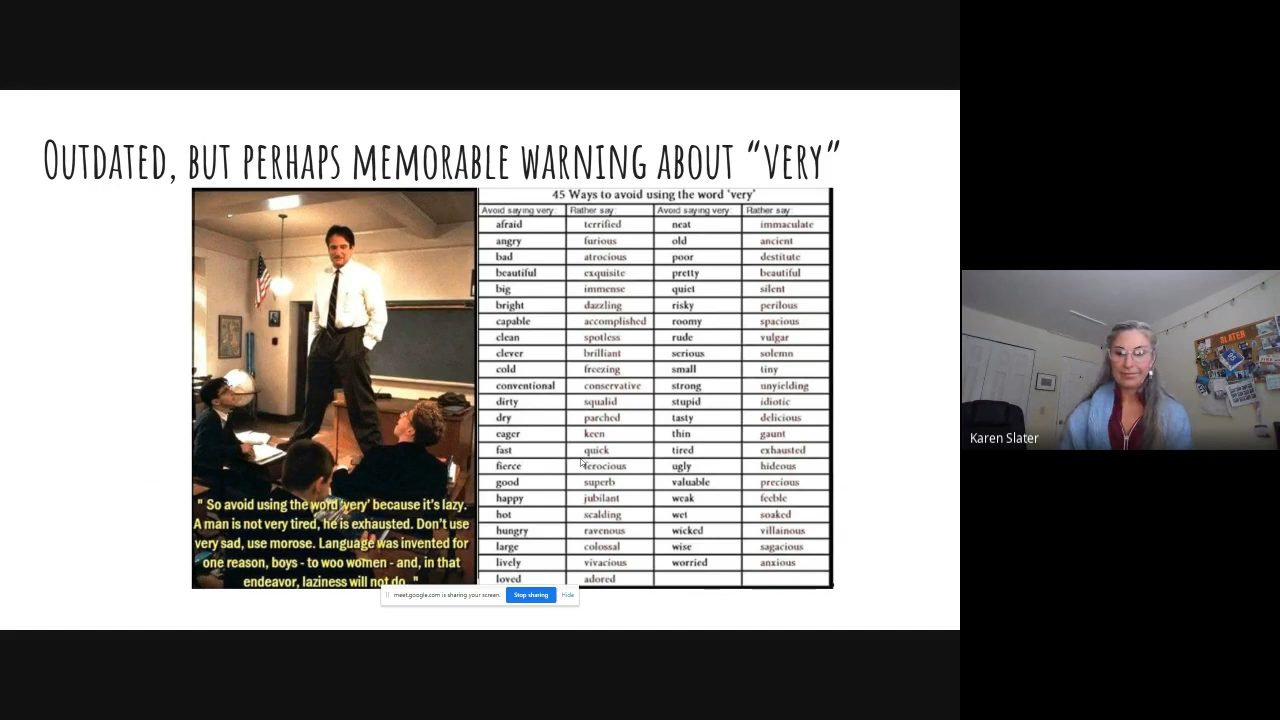 OUTDATED, BUT PERHAPS MEMORABLE WARNING ABOUT “VERY”
45 Ways to avoid using the word 'very'
Avoid saying very: Rather say: Avoid saying very: Rather say:
afraid terrified neat immaculate
angry furious old ancient
bad atrocious poor destitute
beautiful exquisite pretty beautiful
big immense quiet silent
bright dazzling risky perilous
capable accomplished roomy spacious
clean spotless rude vulgar
clever brilliant serious solemn
cold freezing small tiny
conventional conservative strong unyielding
dirty squalid stupid idiotic
dry parched tasty delicious
eager keen thin gaunt
fast quick tired exhausted
fierce ferocious ugly hideous
good superb valuable precious
happy jubilant weak feeble
hot scalding wet soaked
hungry ravenous wicked villainous
large colossal wise sagacious
lively vivacious worried anxious
loved adored
" So avoid using the word 'very' because it's lazy.
A man is not very tired, he is exhausted. Don't use
very sad, use morose. Language was invented for
one reason, boys - to woo women - and, in that
endeavor, laziness will not do. "
meet.google.com is sharing your screen.
Stop sharing
Hide
SLATER
Karen Slater